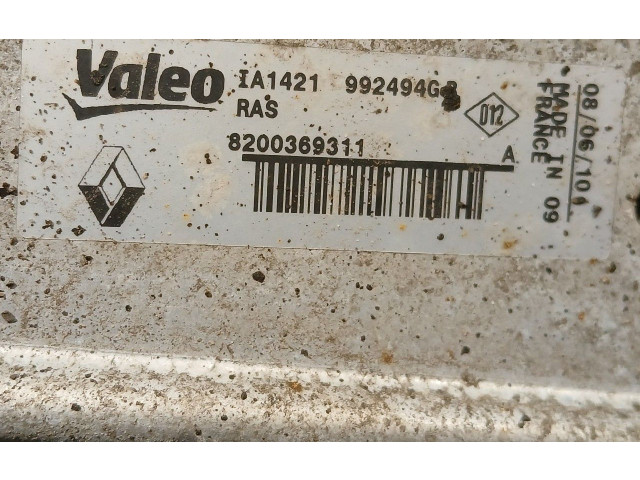 Valeo
IA1421 992494G
RAS
D12
8200369311
A
08/06/10
MADE IN 09
FRANCE